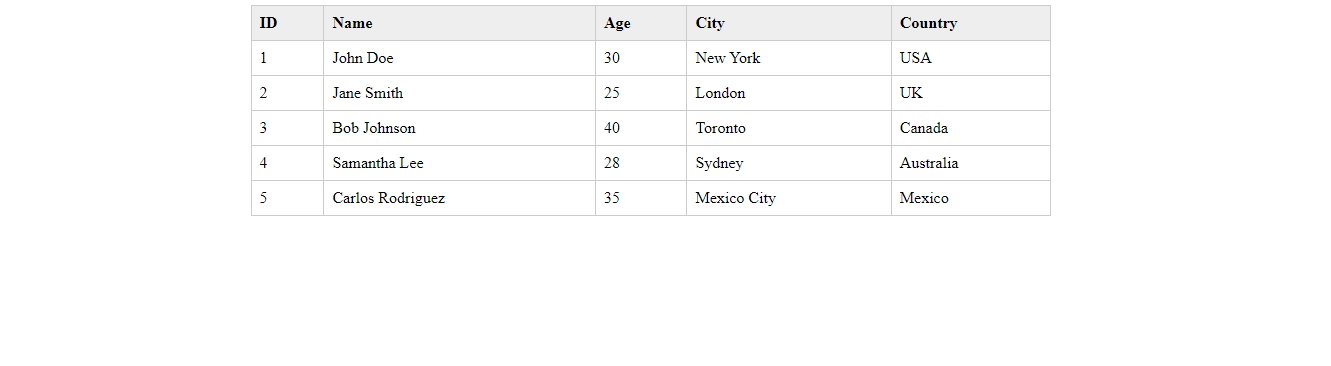 ID Name Age City Country
1 John Doe 30 New York USA
2 Jane Smith 25 London UK
3 Bob Johnson 40 Toronto Canada
4 Samantha Lee 28 Sydney Australia
5 Carlos Rodriguez 35 Mexico City Mexico